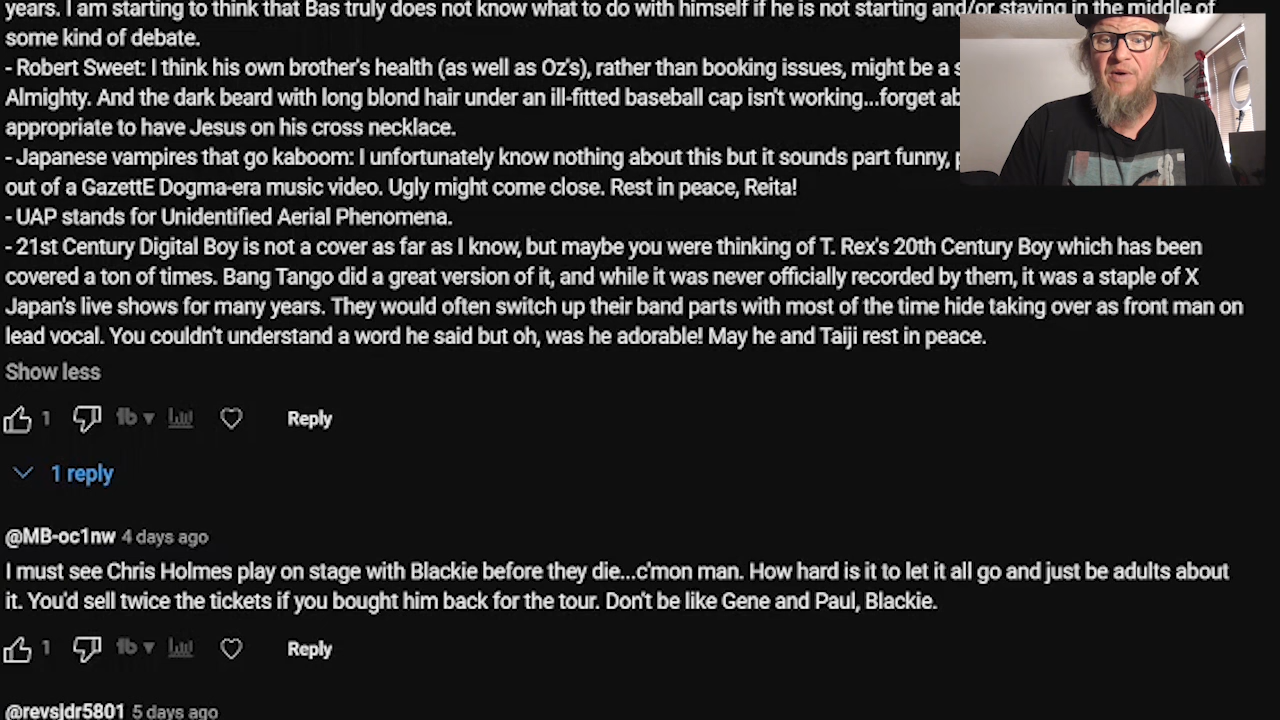 years. I am starting to think that Bas truly does not know what to do with himself if he is not starting and/or staying in the middle of
some kind of debate.
- Robert Sweet: I think his own brother's health (as well as Oz's), rather than booking issues, might be a s
Almighty. And the dark beard with long blond hair under an ill-fitted baseball cap isn't working...forget ab
appropriate to have Jesus on his cross necklace.
- Japanese vampires that go kaboom: I unfortunately know nothing about this but it sounds part funny, p
out of a GazettE Dogma-era music video. Ugly might come close. Rest in peace, Reita!
- UAP stands for Unidentified Aerial Phenomena.
- 21st Century Digital Boy is not a cover as far as I know, but maybe you were thinking of T. Rex's 20th Century Boy which has been
covered a ton of times. Bang Tango did a great version of it, and while it was never officially recorded by them, it was a staple of X
Japan's live shows for many years. They would often switch up their band parts with most of the time hide taking over as front man on
lead vocal. You couldn't understand a word he said but oh, was he adorable! May he and Taiji rest in peace.
Show less
1 Reply
1 reply
@MB-oc1nw 4 days ago
I must see Chris Holmes play on stage with Blackie before they die...c'mon man. How hard is it to let it all go and just be adults about
it. You'd sell twice the tickets if you bought him back for the tour. Don't be like Gene and Paul, Blackie.
1 Reply
@revsjdr5801 5 days ago